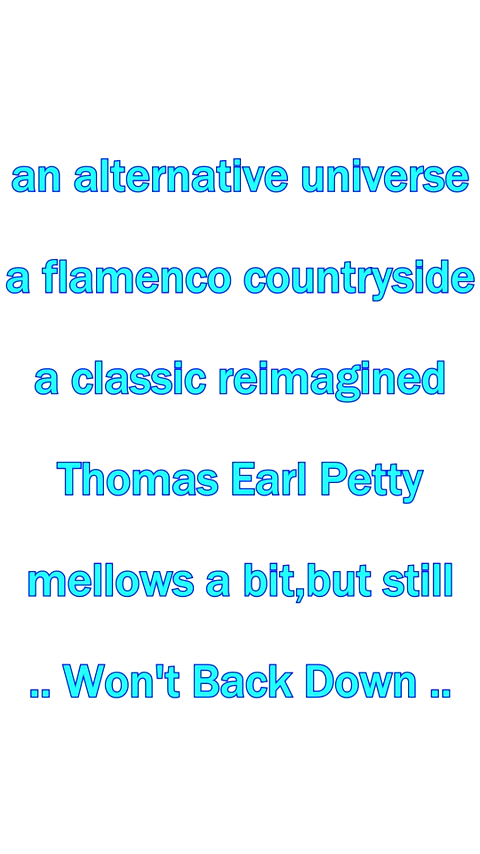 an alternative universe
a flamenco countryside
a classic reimagined
Thomas Earl Petty
mellows a bit,but still
.. Won't Back Down ..